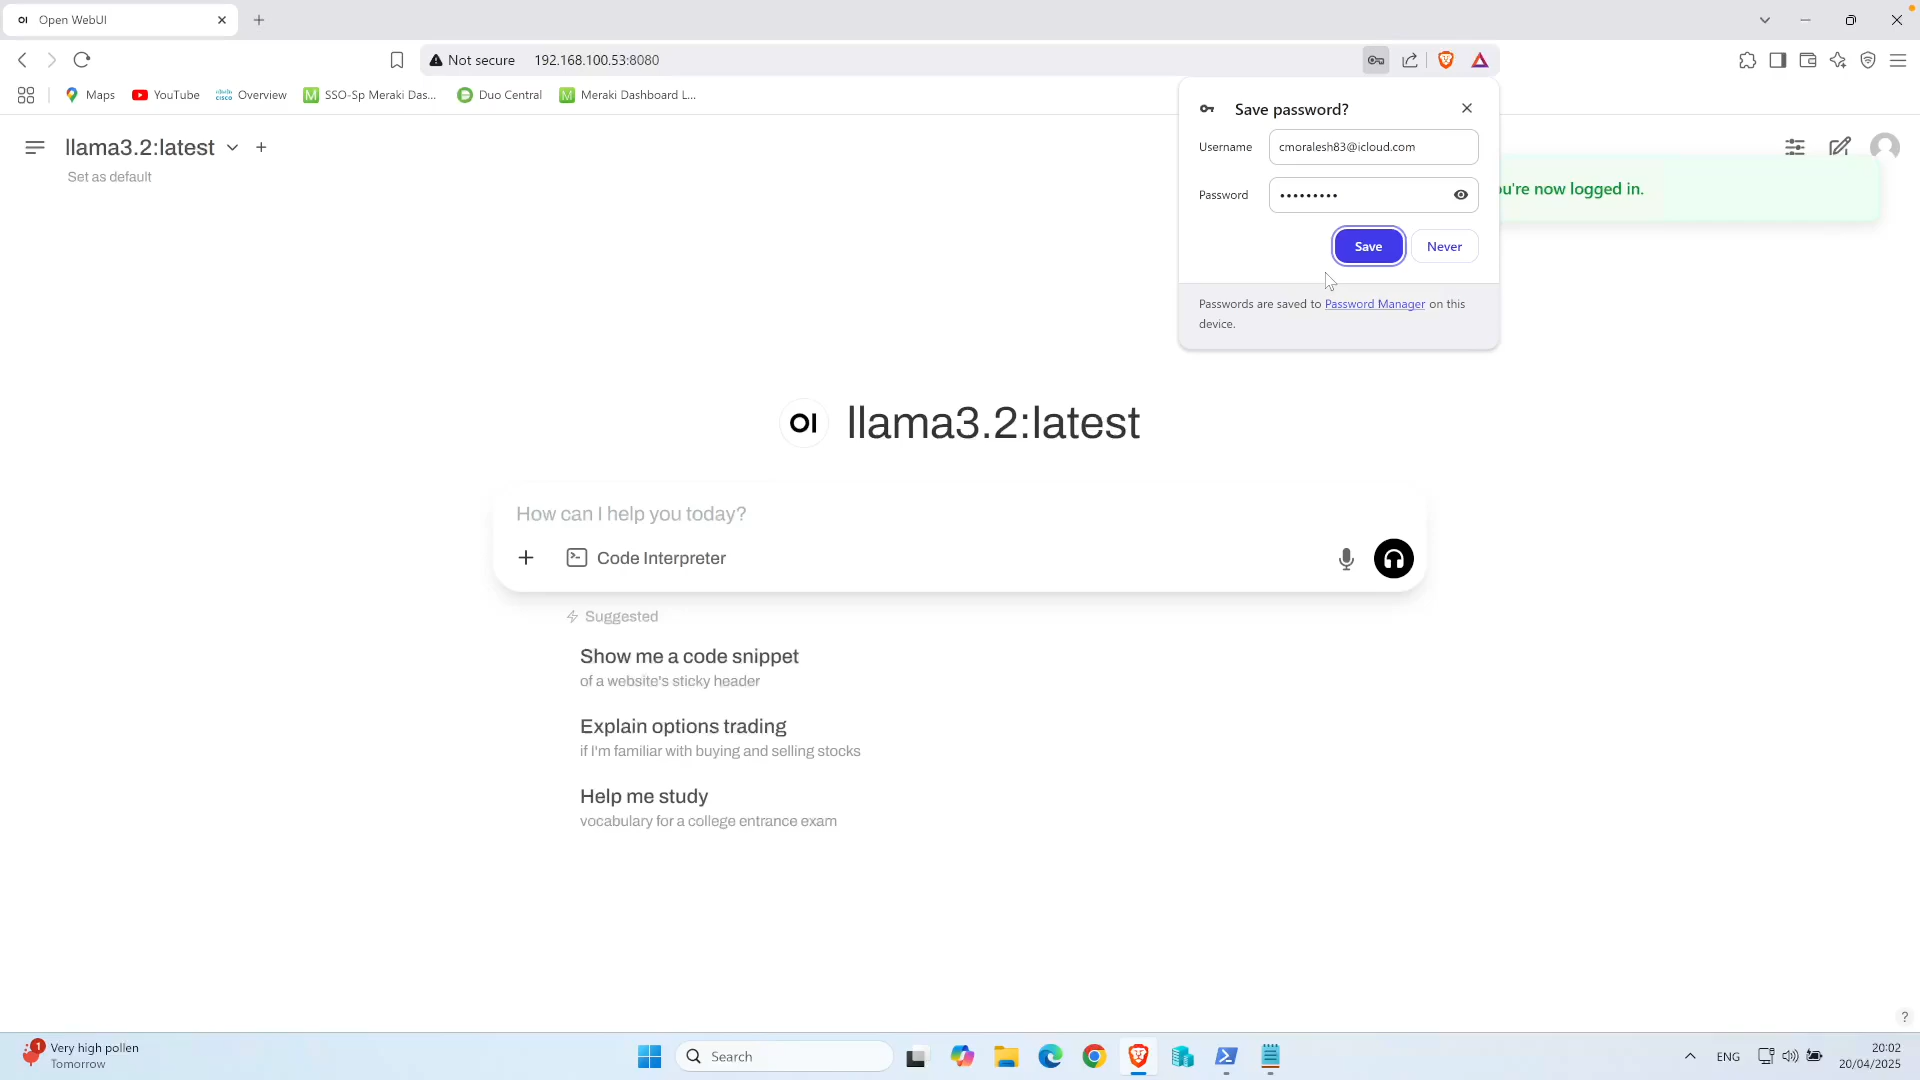 OI Open WebUI
Not secure 192.168.100.53:8080
Maps YouTube Overview SSO-Sp Meraki Das... Duo Central Meraki Dashboard L...
Save password?
Username cmoralesh83@icloud.com
Password •••••••••
Save Never
Passwords are saved to Password Manager on this
device.
llama3.2:latest
Set as default
u're now logged in.
OI llama3.2:latest
How can I help you today?
Code Interpreter
Suggested
Show me a code snippet
of a website's sticky header
Explain options trading
if I'm familiar with buying and selling stocks
Help me study
vocabulary for a college entrance exam
?
1
Very high pollen
Tomorrow
Search
ENG
20:02
20/04/2025